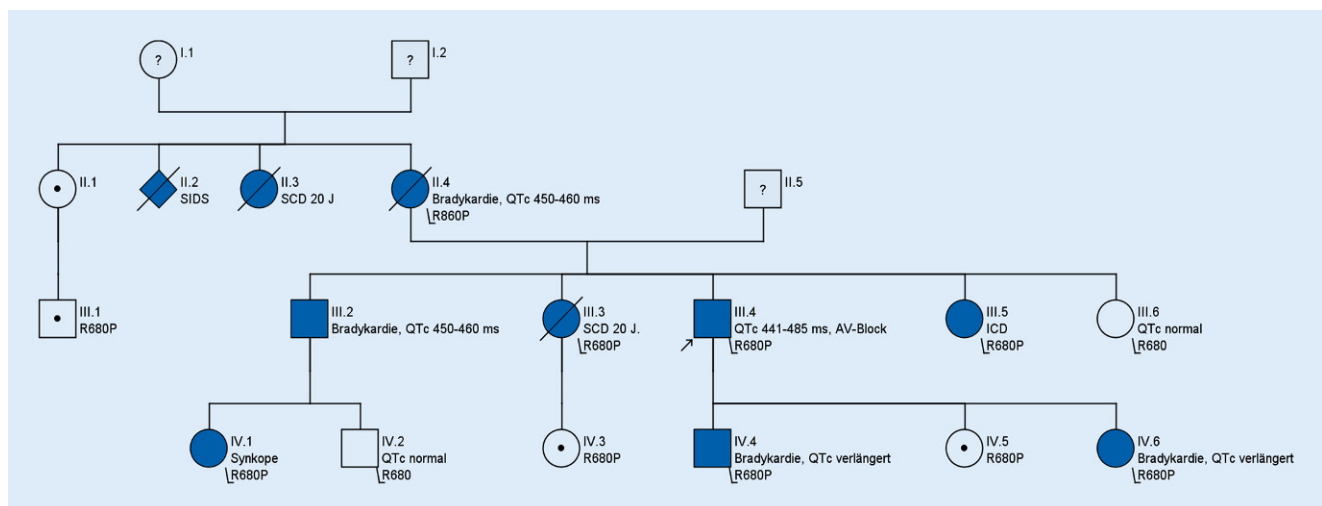 ? I.1
? I.2
II.1
II.2
SIDS
II.3
SCD 20 J
II.4
Bradykardie, QTc 450-460 ms
R860P
? II.5
III.1
R680P
III.2
Bradykardie, QTc 450-460 ms
III.3
SCD 20 J.
R680P
III.4
QTc 441-485 ms, AV-Block
R680P
III.5
ICD
R680P
III.6
QTc normal
R680
IV.1
Synkope
R680P
IV.2
QTc normal
R680
IV.3
R680P
IV.4
Bradykardie, QTc verlängert
R680P
IV.5
R680P
IV.6
Bradykardie, QTc verlängert
R680P